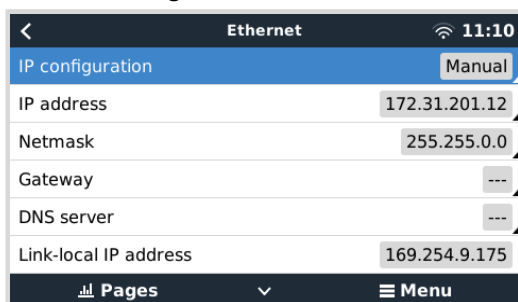 Ethernet 11:10
IP configuration Manual
IP address 172.31.201.12
Netmask 255.255.0.0
Gateway ---
DNS server ---
Link-local IP address 169.254.9.175
Pages Menu